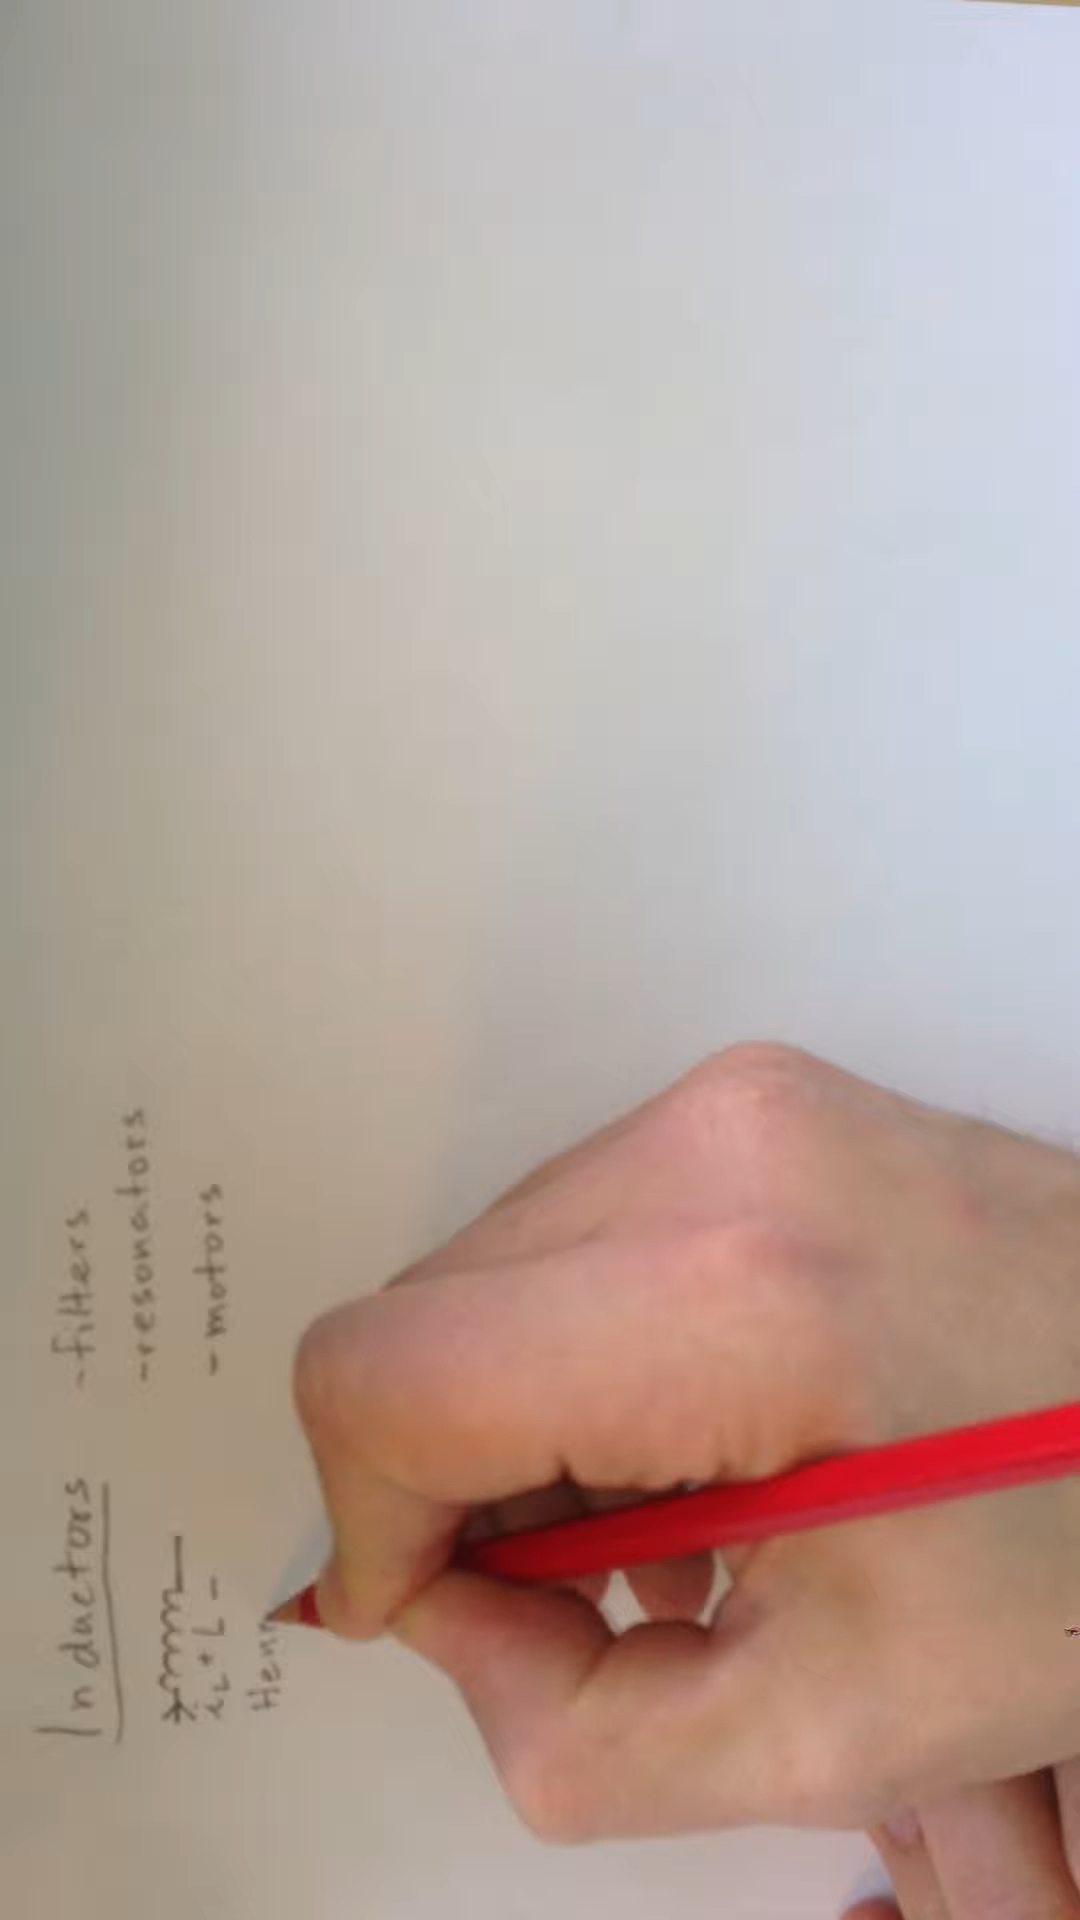 Inductors
-filters
-resonators
-motors
iL + L -
Hen